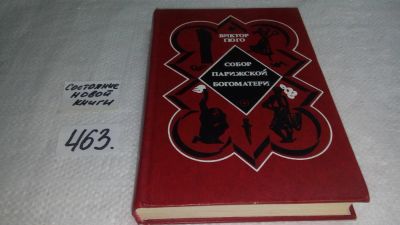 СОСТОЯНИЕ
НОВОЙ
КНИГИ
463.
ВИКТОР
ГЮГО
СОБОР
ПАРИЖСКОЙ
БОГОМАТЕРИ